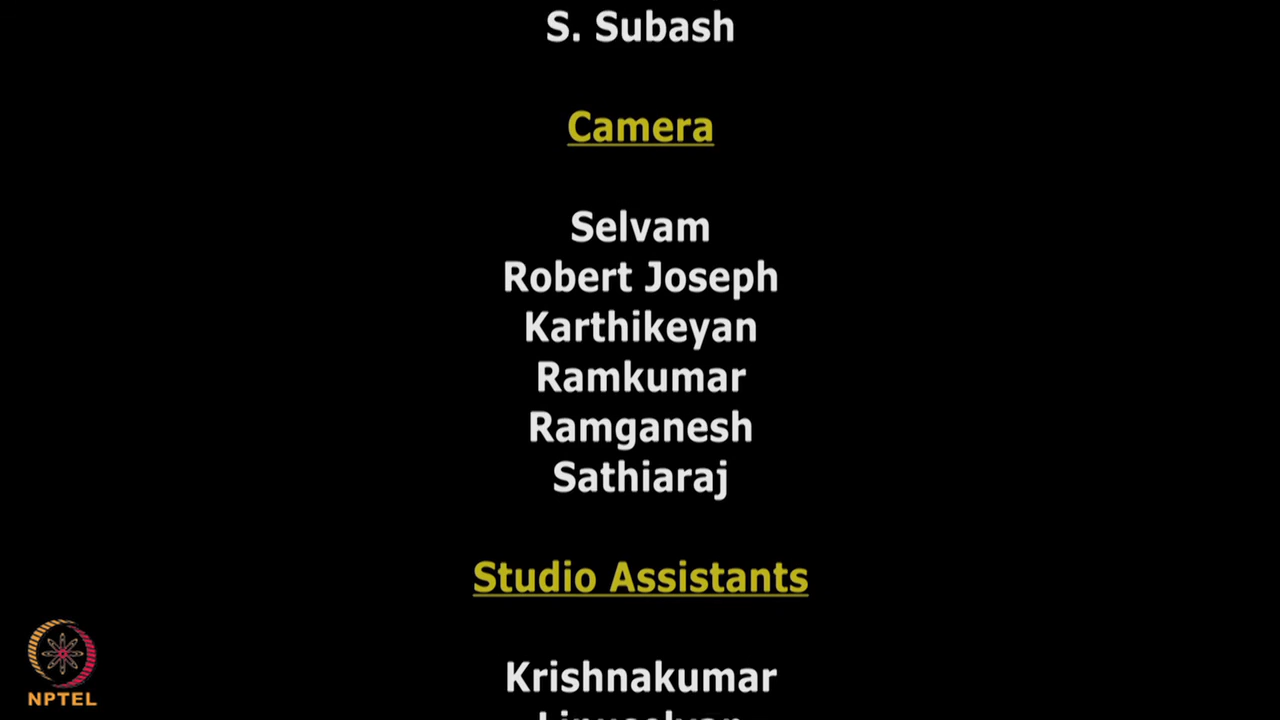 S. Subash
Camera
Selvam
Robert Joseph
Karthikeyan
Ramkumar
Ramganesh
Sathiaraj
Studio Assistants
Krishnakumar
NPTEL